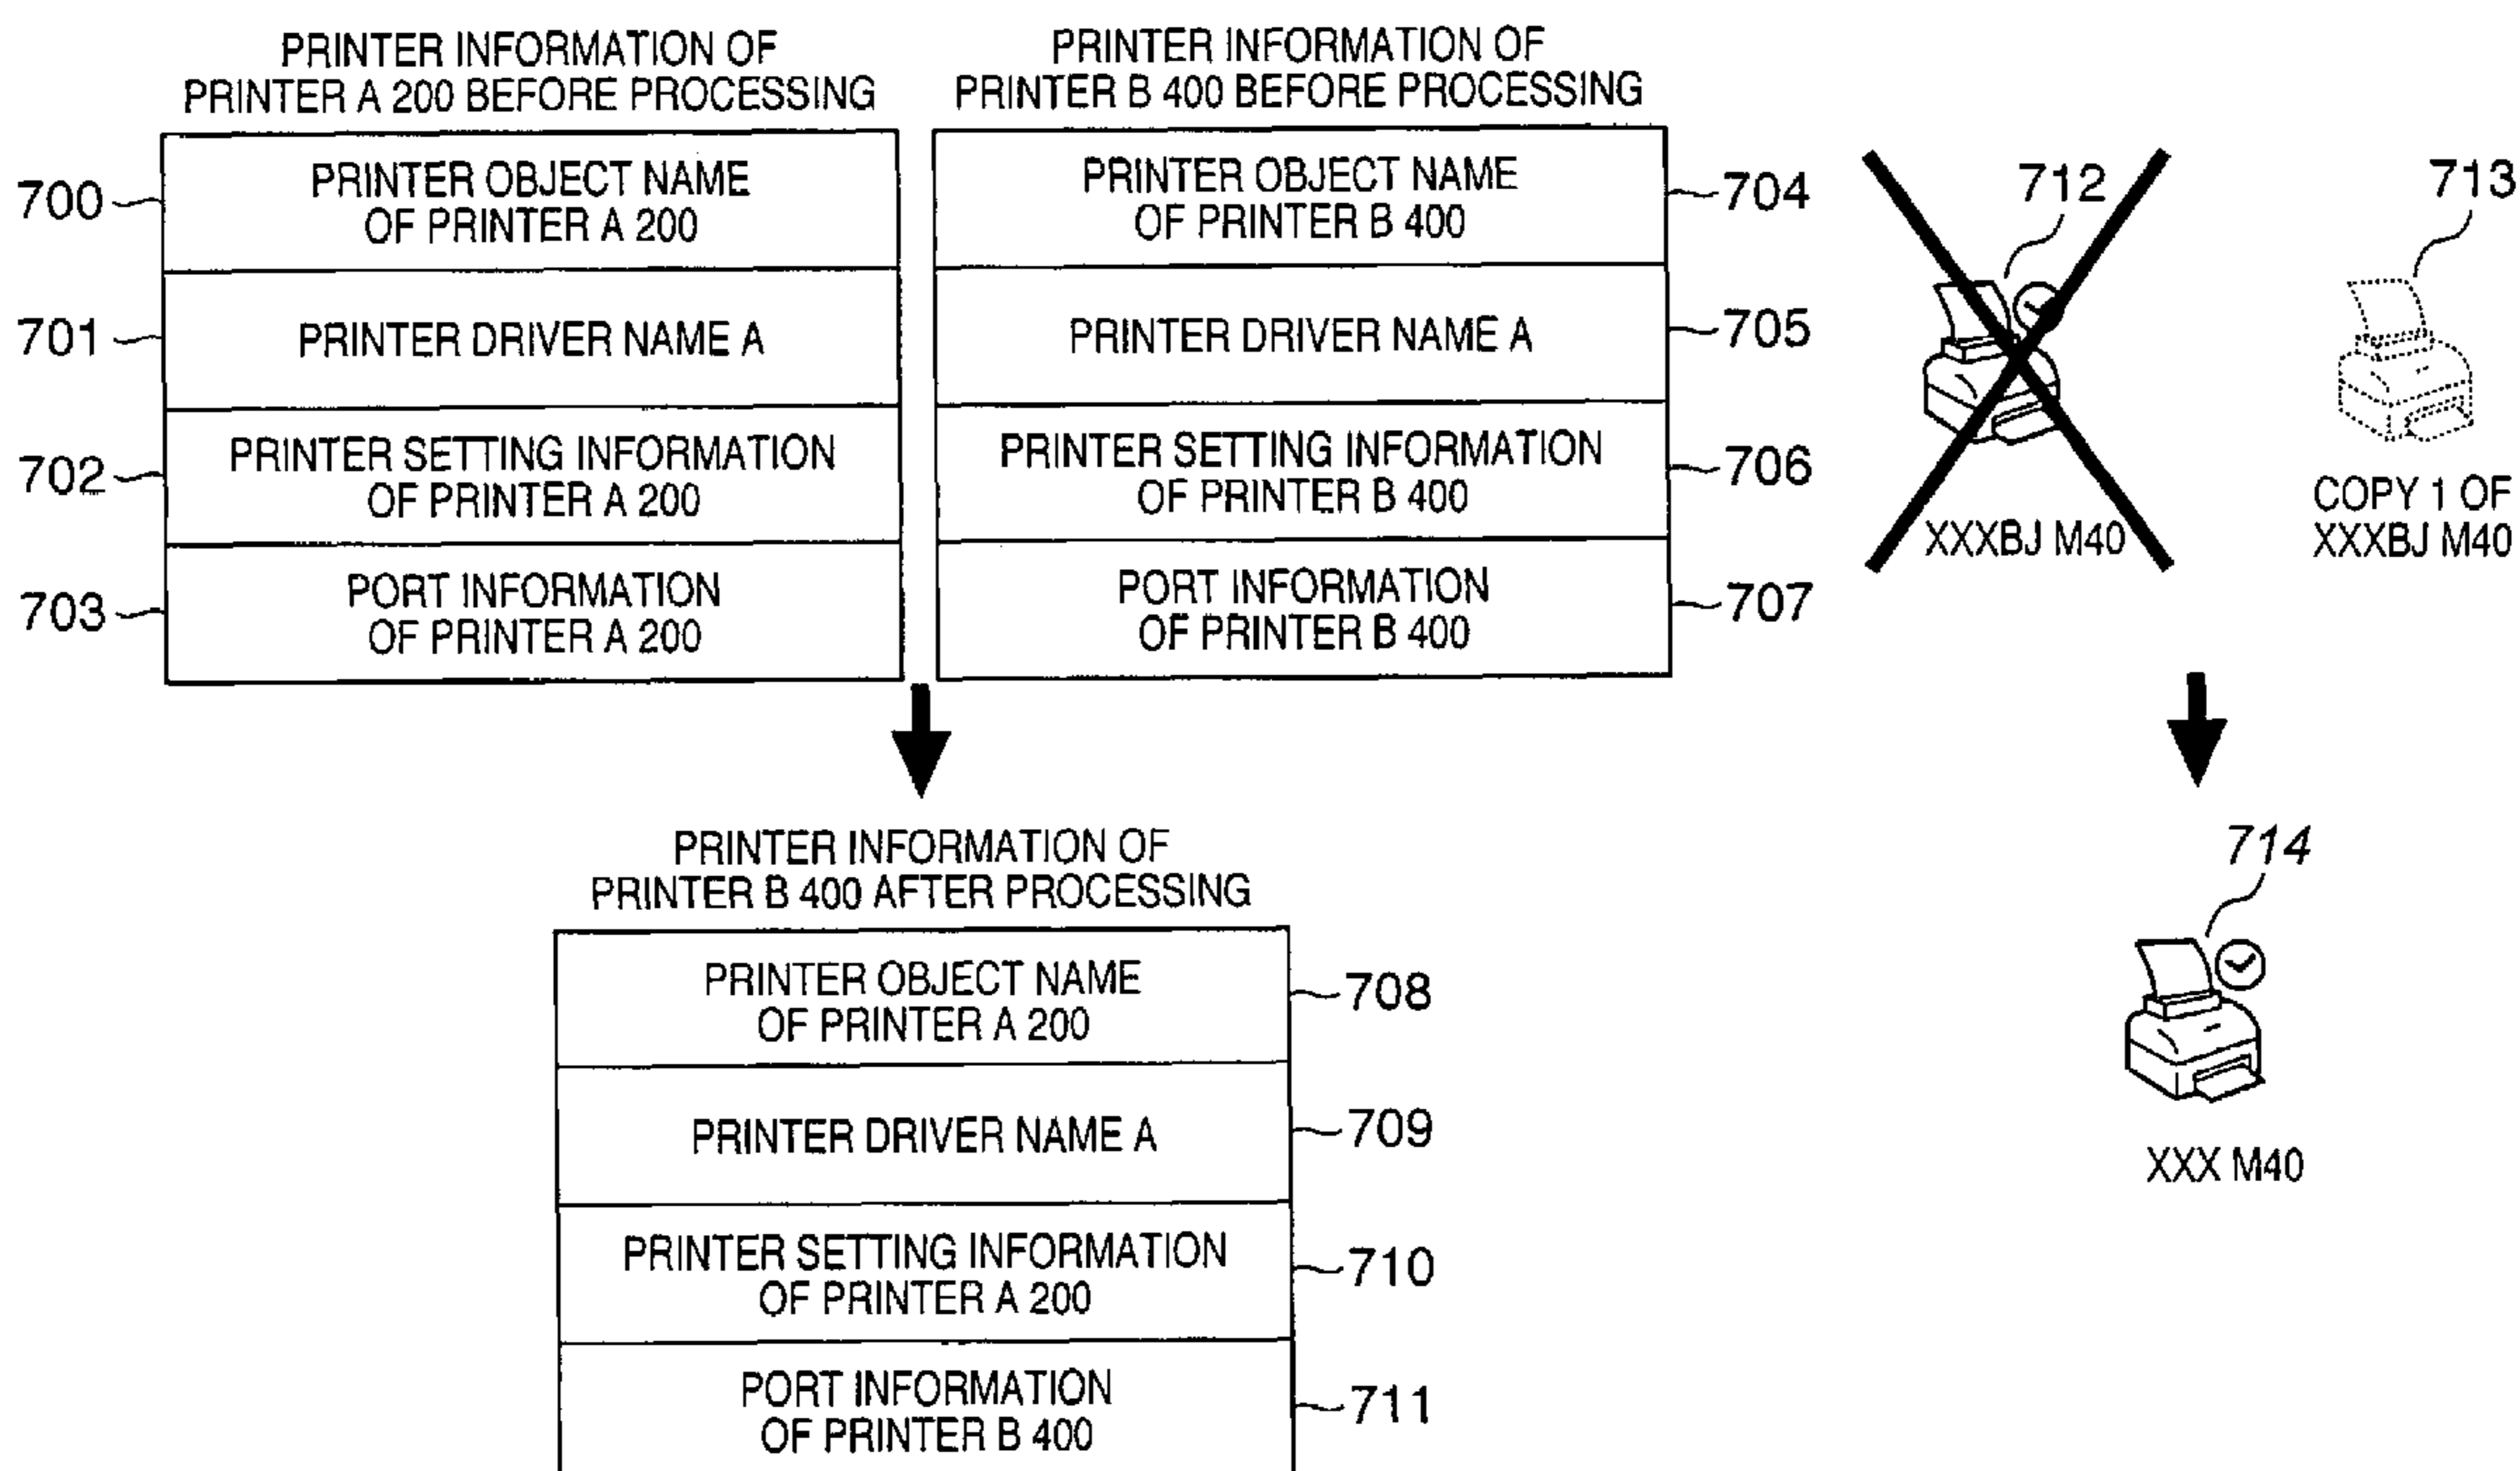 PRINTER INFORMATION OF
PRINTER A 200 BEFORE PROCESSING
700
PRINTER OBJECT NAME
OF PRINTER A 200
701
PRINTER DRIVER NAME A
702
PRINTER SETTING INFORMATION
OF PRINTER A 200
703
PORT INFORMATION
OF PRINTER A 200
PRINTER INFORMATION OF
PRINTER B 400 BEFORE PROCESSING
PRINTER OBJECT NAME
OF PRINTER B 400
704
PRINTER DRIVER NAME A
705
PRINTER SETTING INFORMATION
OF PRINTER B 400
706
PORT INFORMATION
OF PRINTER B 400
707
712
XXXBJ M40
713
COPY 1 OF
XXXBJ M40
PRINTER INFORMATION OF
PRINTER B 400 AFTER PROCESSING
PRINTER OBJECT NAME
OF PRINTER A 200
708
PRINTER DRIVER NAME A
709
PRINTER SETTING INFORMATION
OF PRINTER A 200
710
PORT INFORMATION
OF PRINTER B 400
711
714
XXX M40